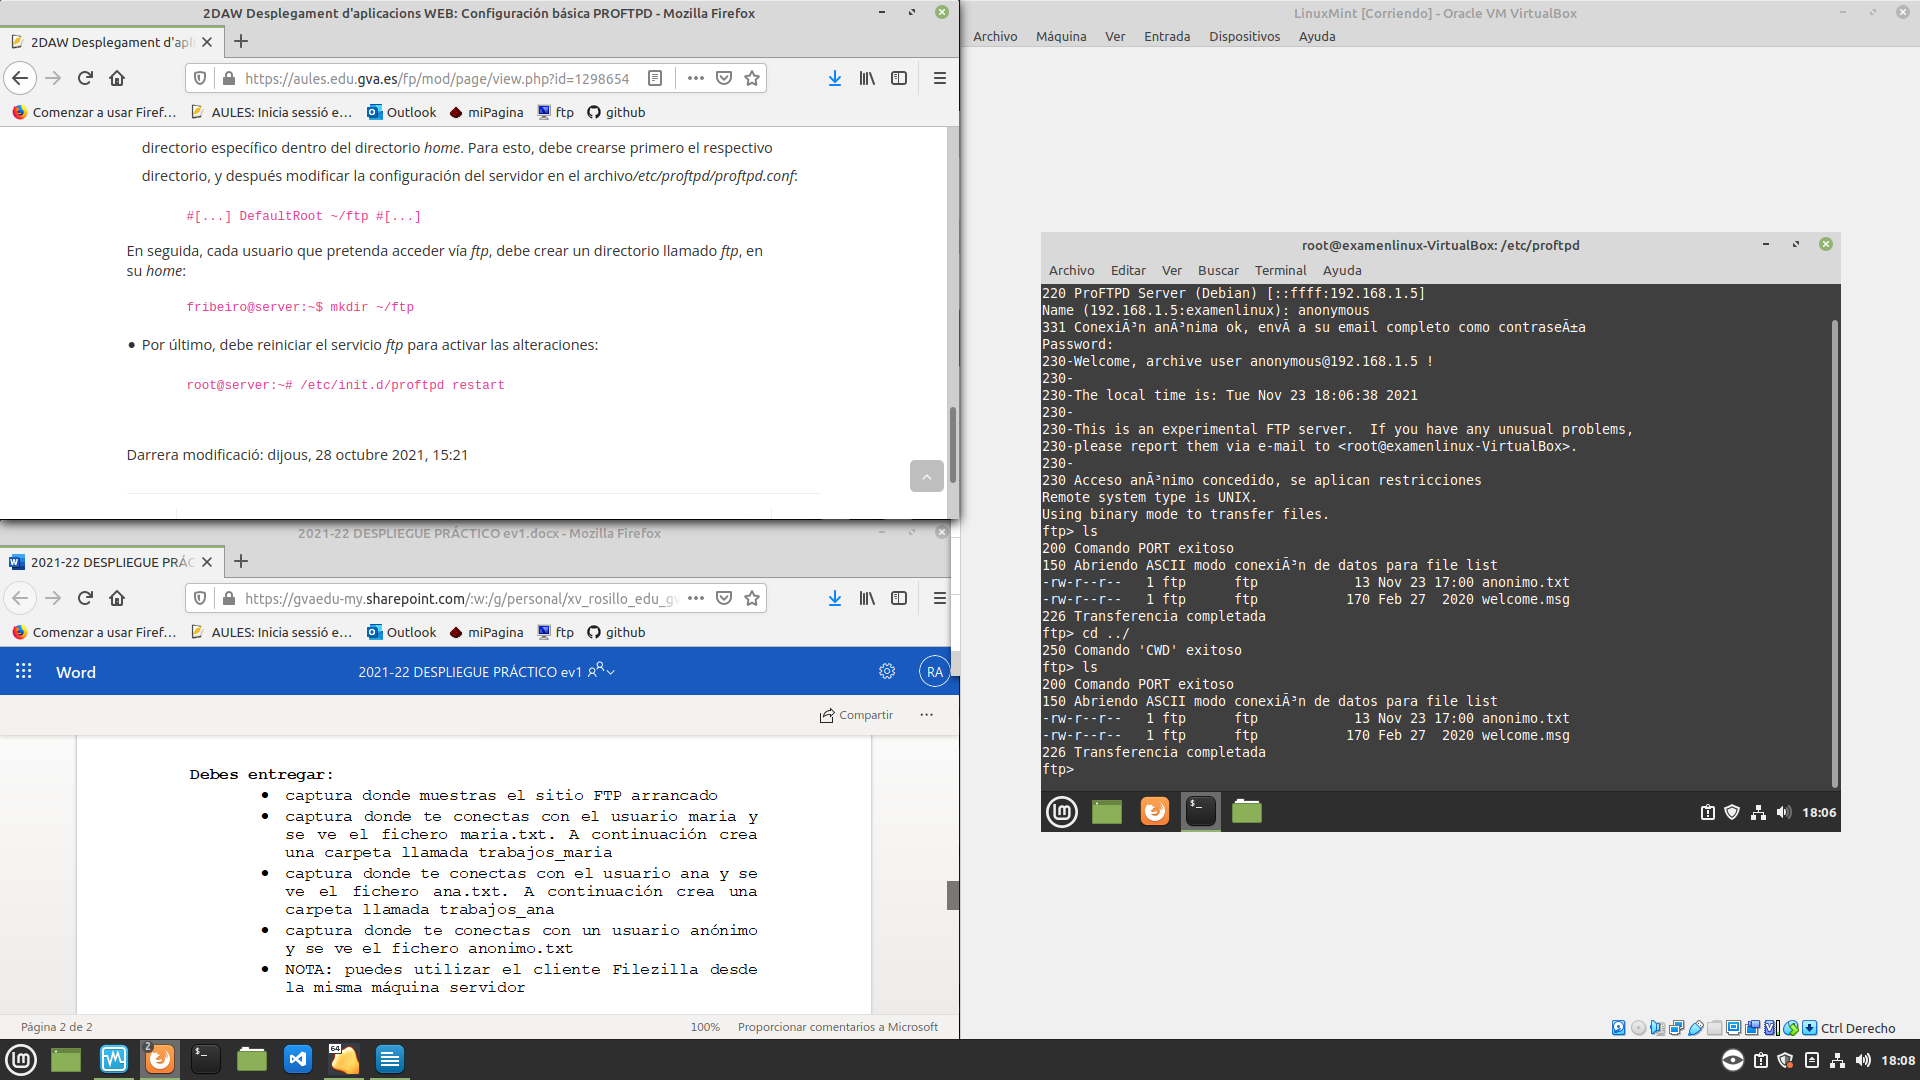 2DAW Desplegament d'aplicacions WEB: Configuración básica PROFTPD - Mozilla Firefox
2DAW Desplegament d'apl
https://aules.edu.gva.es/fp/mod/page/view.php?id=1298654
Comenzar a usar Firef…
AULES: Inicia sessió e…
Outlook
miPagina
ftp
github
directorio específico dentro del directorio home. Para esto, debe crearse primero el respectivo
directorio, y después modificar la configuración del servidor en el archivo/etc/proftpd/proftpd.conf:
#[...] DefaultRoot ~/ftp #[...]
En seguida, cada usuario que pretenda acceder vía ftp, debe crear un directorio llamado ftp, en
su home:
fribeiro@server:~$ mkdir ~/ftp
• Por último, debe reiniciar el servicio ftp para activar las alteraciones:
root@server:~# /etc/init.d/proftpd restart
Darrera modificació: dijous, 28 octubre 2021, 15:21
2021-22 DESPLIEGUE PRÁCTICO ev1.docx - Mozilla Firefox
2021-22 DESPLIEGUE PRÁC
https://gvaedu-my.sharepoint.com/:w:/g/personal/xv_rosillo_edu_gv
Comenzar a usar Firef…
AULES: Inicia sessió e…
Outlook
miPagina
ftp
github
Word
2021-22 DESPLIEGUE PRÁCTICO ev1
RA
Compartir
Debes entregar:
• captura donde muestras el sitio FTP arrancado
• captura donde te conectas con el usuario maria y
se ve el fichero maria.txt. A continuación crea
una carpeta llamada trabajos_maria
• captura donde te conectas con el usuario ana y se
ve el fichero ana.txt. A continuación crea una
carpeta llamada trabajos_ana
• captura donde te conectas con un usuario anónimo
y se ve el fichero anonimo.txt
• NOTA: puedes utilizar el cliente Filezilla desde
la misma máquina servidor
Página 2 de 2
100%
Proporcionar comentarios a Microsoft
LinuxMint [Corriendo] - Oracle VM VirtualBox
Archivo Máquina Ver Entrada Dispositivos Ayuda
root@examenlinux-VirtualBox: /etc/proftpd
Archivo Editar Ver Buscar Terminal Ayuda
220 ProFTPD Server (Debian) [::ffff:192.168.1.5]
Name (192.168.1.5:examenlinux): anonymous
331 ConexiÃ³n anÃ³nima ok, envÃ­a su email completo como contraseÃ±a
Password:
230-Welcome, archive user anonymous@192.168.1.5 !
230-
230-The local time is: Tue Nov 23 18:06:38 2021
230-
230-This is an experimental FTP server.  If you have any unusual problems,
230-please report them via e-mail to <root@examenlinux-VirtualBox>.
230-
230 Acceso anÃ³nimo concedido, se aplican restricciones
Remote system type is UNIX.
Using binary mode to transfer files.
ftp> ls
200 Comando PORT exitoso
150 Abriendo ASCII modo conexiÃ³n de datos para file list
-rw-r--r--   1 ftp      ftp            13 Nov 23 17:00 anonimo.txt
-rw-r--r--   1 ftp      ftp           170 Feb 27  2020 welcome.msg
226 Transferencia completada
ftp> cd ../
250 Comando 'CWD' exitoso
ftp> ls
200 Comando PORT exitoso
150 Abriendo ASCII modo conexiÃ³n de datos para file list
-rw-r--r--   1 ftp      ftp            13 Nov 23 17:00 anonimo.txt
-rw-r--r--   1 ftp      ftp           170 Feb 27  2020 welcome.msg
226 Transferencia completada
ftp>
18:06
Ctrl Derecho
2
64
18:08